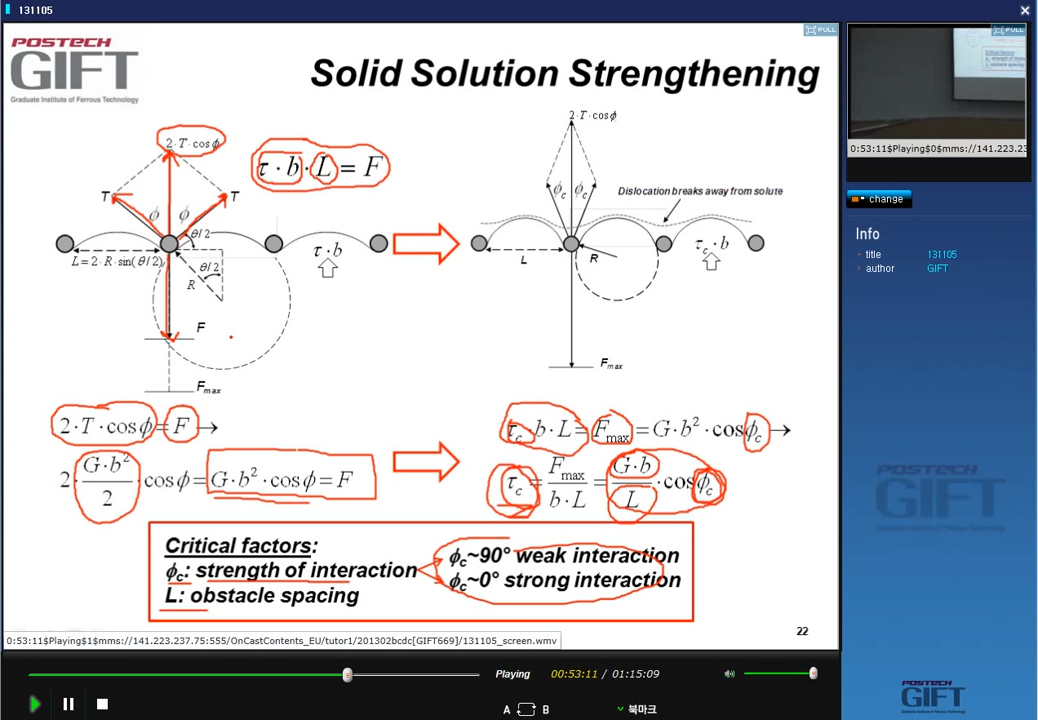 131105
POSTECH
GIFT
Graduate Institute of Ferrous Technology
Solid Solution Strengthening
FULL
2·T·cosϕ
τ·b·L = F
T
T
ϕ
ϕ
θ/2
L=2·R·sin(θ/2)
θ/2
R
τ·b
F
F_max
2·T·cosϕ
ϕ_c
ϕ_c
Dislocation breaks away from solute
L
R
τ_c·b
F_max
2·T·cosϕ = F →
2·G·b²/2·cosϕ = G·b²·cosϕ = F
τ_c·b·L = F_max = G·b²·cosϕ_c →
τ_c = F_max/b·L = G·b/L·cosϕ_c
Critical factors:
ϕ_c: strength of interaction
ϕ_c~90° weak interaction
ϕ_c~0° strong interaction
L: obstacle spacing
22
0:53:11$Playing$1$mms://141.223.237.75:555/OnCastContents_EU/tutor1/201302bcdc[GIFT669]/131105_screen.wmv
Playing
00:53:11 / 01:15:09
A
B
북마크
FULL
Critical factors:
0:53:11$Playing$0$mms://141.223.23
change
Info
title
131105
author
GIFT
POSTECH
GIFT
POSTECH
GIFT